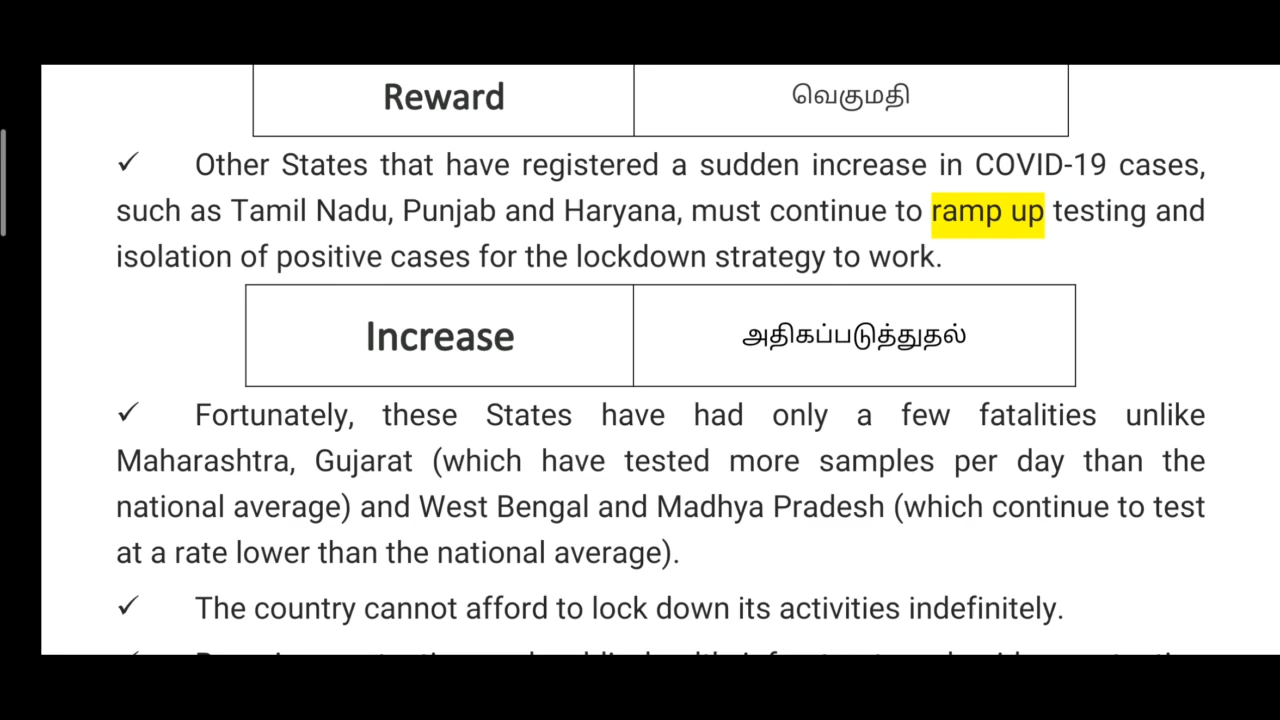 Reward வெகுமதி
✓ Other States that have registered a sudden increase in COVID-19 cases,
such as Tamil Nadu, Punjab and Haryana, must continue to ramp up testing and
isolation of positive cases for the lockdown strategy to work.
Increase அதிகப்படுத்துதல்
✓ Fortunately, these States have had only a few fatalities unlike
Maharashtra, Gujarat (which have tested more samples per day than the
national average) and West Bengal and Madhya Pradesh (which continue to test
at a rate lower than the national average).
✓ The country cannot afford to lock down its activities indefinitely.